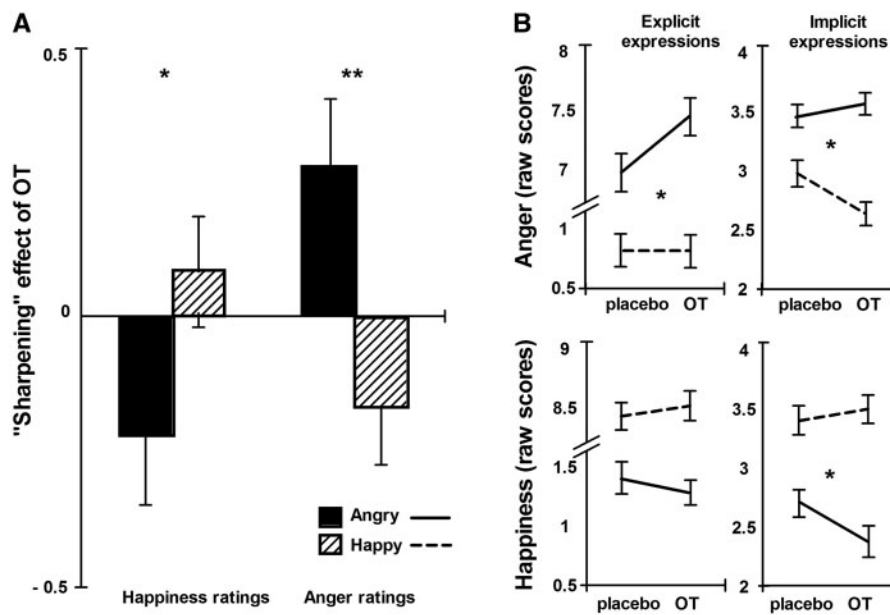 A
0.5
*
**
"Sharpening" effect of OT
0
- 0.5
Angry
Happy
Happiness ratings
Anger ratings
B
Explicit
expressions
Implicit
expressions
Anger (raw scores)
8
7.5
7
1
0.5
*
placebo
OT
4
3.5
3
2.5
2
*
placebo
OT
Happiness (raw scores)
9
8.5
1.5
1
0.5
placebo
OT
4
3.5
3
2.5
2
*
placebo
OT